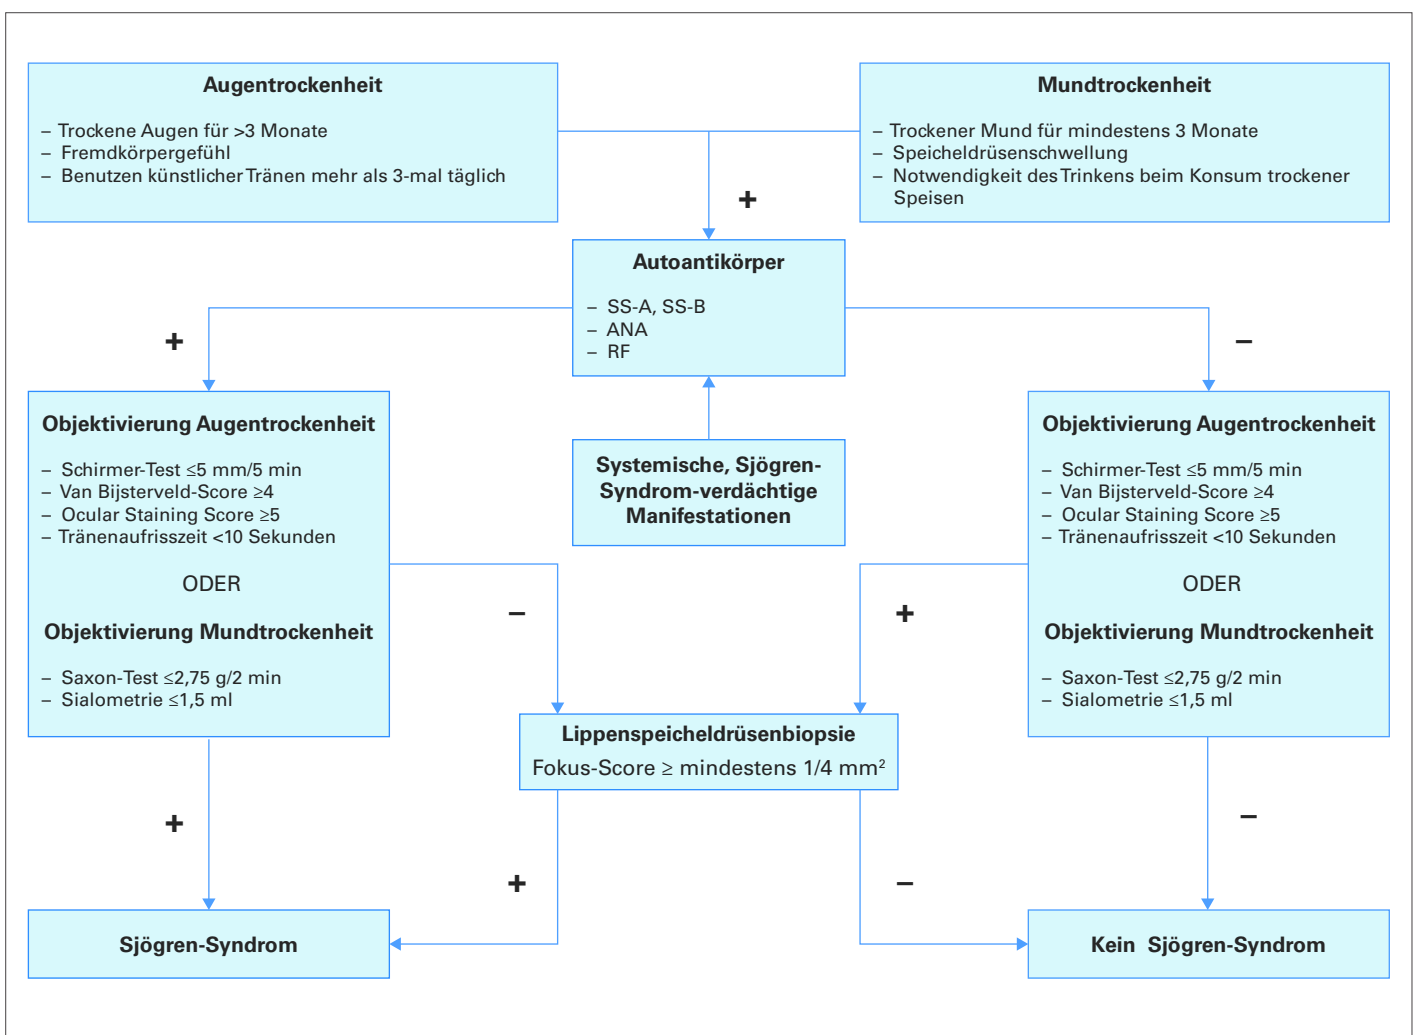 Augentrockenheit
– Trockene Augen für >3 Monate
– Fremdkörpergefühl
– Benutzen künstlicher Tränen mehr als 3-mal täglich
Mundtrockenheit
– Trockener Mund für mindestens 3 Monate
– Speicheldrüsenschwellung
– Notwendigkeit des Trinkens beim Konsum trockener
Speisen
+
Autoantikörper
– SS-A, SS-B
– ANA
– RF
+
–
Systemische, Sjögren-
Syndrom-verdächtige
Manifestationen
Objektivierung Augentrockenheit
– Schirmer-Test ≤5 mm/5 min
– Van Bijsterveld-Score ≥4
– Ocular Staining Score ≥5
– Tränenaufrisszeit <10 Sekunden
ODER
Objektivierung Mundtrockenheit
– Saxon-Test ≤2,75 g/2 min
– Sialometrie ≤1,5 ml
Objektivierung Augentrockenheit
– Schirmer-Test ≤5 mm/5 min
– Van Bijsterveld-Score ≥4
– Ocular Staining Score ≥5
– Tränenaufrisszeit <10 Sekunden
ODER
Objektivierung Mundtrockenheit
– Saxon-Test ≤2,75 g/2 min
– Sialometrie ≤1,5 ml
–
+
Lippenspeicheldrüsenbiopsie
Fokus-Score ≥ mindestens 1/4 mm²
+
–
+
–
Sjögren-Syndrom
Kein Sjögren-Syndrom